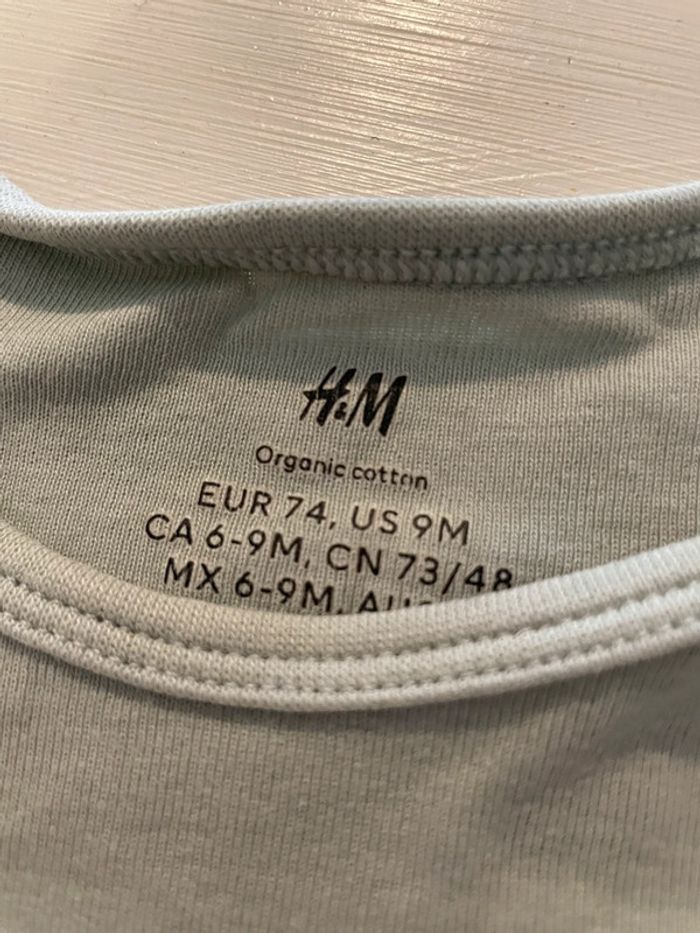 H&M
Organic cotton
EUR 74, US 9M
CA 6-9M, CN 73/48
MX 6-9M,